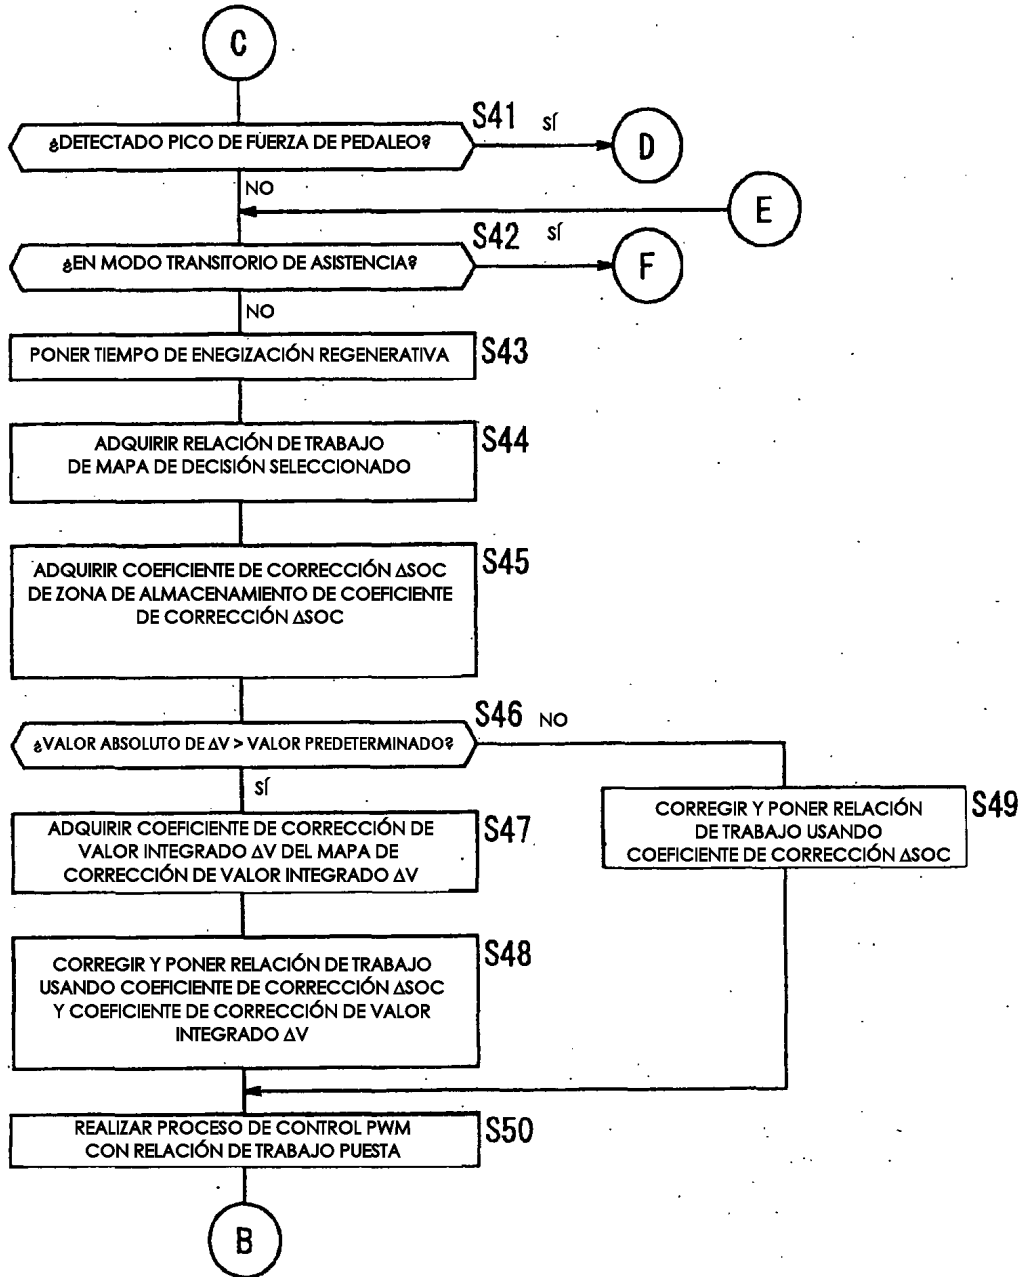 C
¿DETECTADO PICO DE FUERZA DE PEDALEO?
S41
SÍ
D
NO
E
¿EN MODO TRANSITORIO DE ASISTENCIA?
S42
SÍ
F
NO
PONER TIEMPO DE ENEGIZACIÓN REGENERATIVA
S43
ADQUIRIR RELACIÓN DE TRABAJO
DE MAPA DE DECISIÓN SELECCIONADO
S44
ADQUIRIR COEFICIENTE DE CORRECCIÓN ΔSOC
DE ZONA DE ALMACENAMIENTO DE COEFICIENTE
DE CORRECCIÓN ΔSOC
S45
¿VALOR ABSOLUTO DE ΔV > VALOR PREDETERMINADO?
S46
NO
SÍ
ADQUIRIR COEFICIENTE DE CORRECCIÓN DE
VALOR INTEGRADO ΔV DEL MAPA DE
CORRECCIÓN DE VALOR INTEGRADO ΔV
S47
CORREGIR Y PONER RELACIÓN
DE TRABAJO USANDO
COEFICIENTE DE CORRECCIÓN ΔSOC
S49
CORREGIR Y PONER RELACIÓN DE TRABAJO
USANDO COEFICIENTE DE CORRECCIÓN ΔSOC
Y COEFICIENTE DE CORRECCIÓN DE VALOR
INTEGRADO ΔV
S48
REALIZAR PROCESO DE CONTROL PWM
CON RELACIÓN DE TRABAJO PUESTA
S50
B